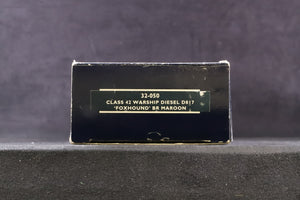 32-050
CLASS 42 WARSHIP DIESEL D817
'FOXHOUND' BR MAROON